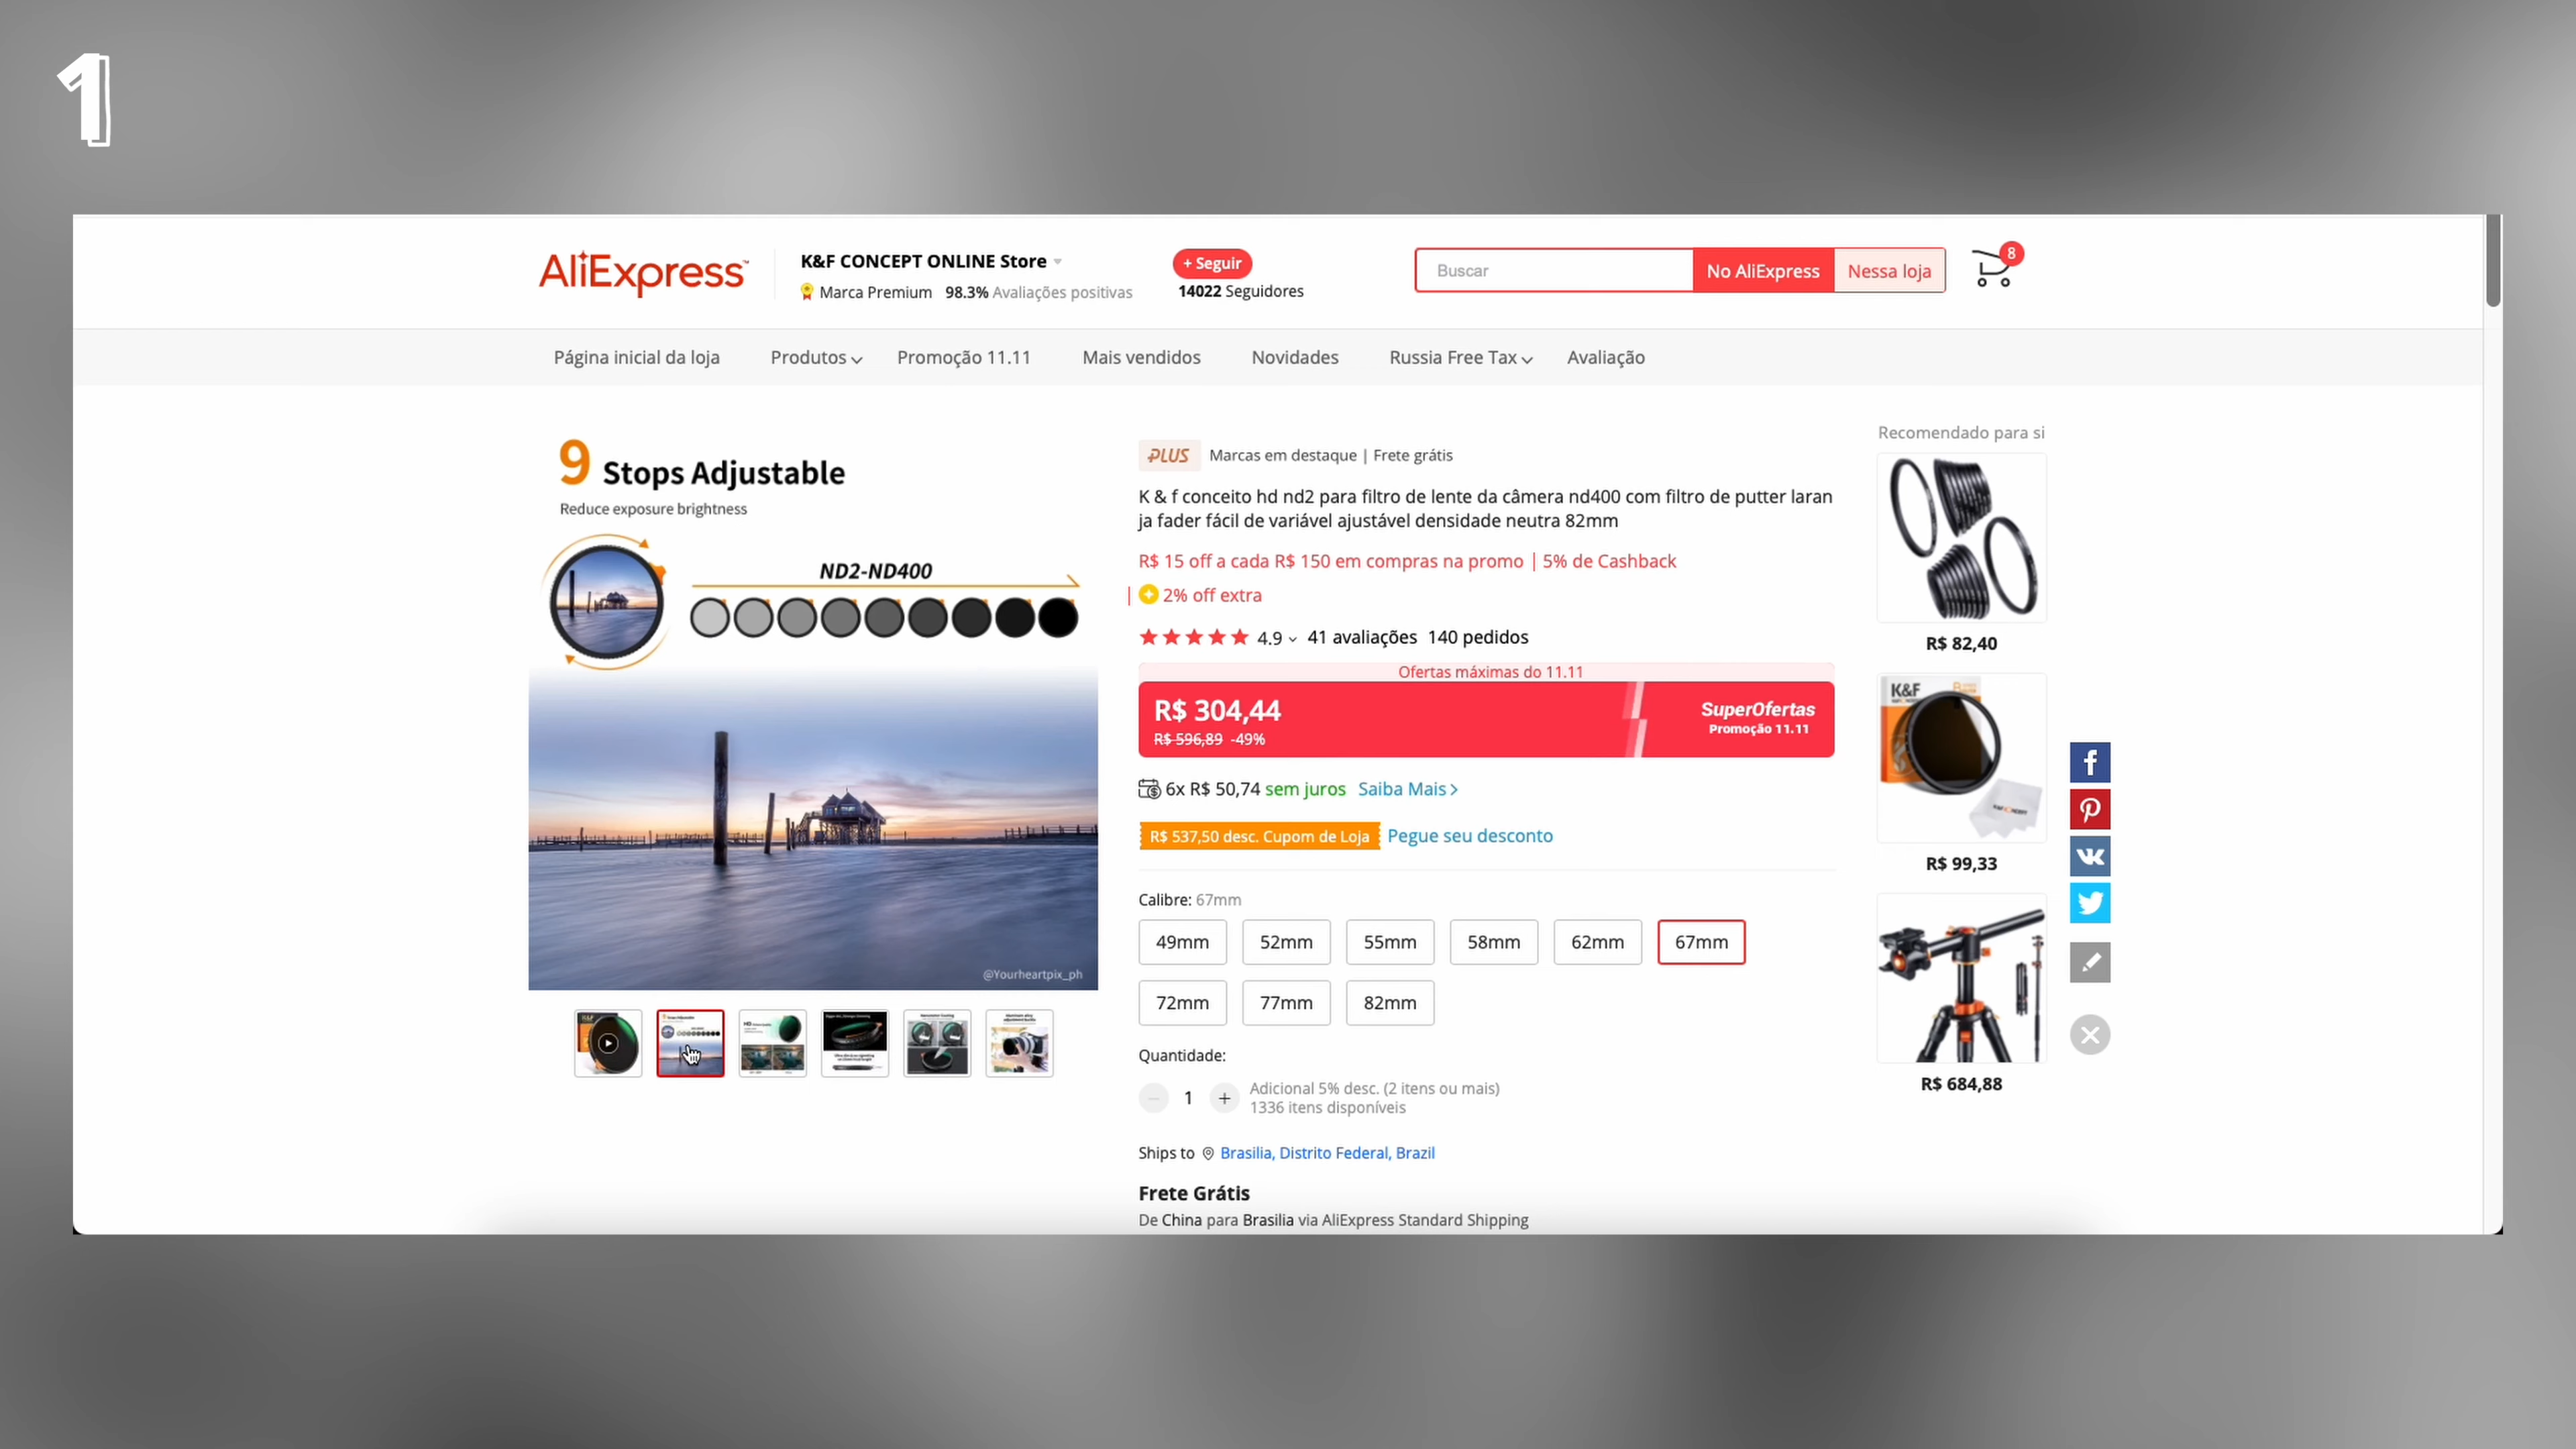 1
AliExpress
K&F CONCEPT ONLINE Store
Marca Premium 98.3% Avaliações positivas
+ Seguir
14022 Seguidores
Buscar
No AliExpress
Nessa loja
8
Página inicial da loja
Produtos
Promoção 11.11
Mais vendidos
Novidades
Russia Free Tax
Avaliação
9 Stops Adjustable
Reduce exposure brightness
ND2-ND400
@Yourheartpix_ph
PLUS Marcas em destaque | Frete grátis
K & f conceito hd nd2 para filtro de lente da câmera nd400 com filtro de putter laran
ja fader fácil de variável ajustável densidade neutra 82mm
R$ 15 off a cada R$ 150 em compras na promo | 5% de Cashback
| 2% off extra
4.9 41 avaliações 140 pedidos
Ofertas máximas do 11.11
R$ 304,44
R$ 596,89 -49%
SuperOfertas
Promoção 11.11
6x R$ 50,74 sem juros Saiba Mais
R$ 537,50 desc. Cupom de Loja Pegue seu desconto
Calibre: 67mm
49mm 52mm 55mm 58mm 62mm 67mm
72mm 77mm 82mm
Quantidade:
1
Adicional 5% desc. (2 itens ou mais)
1336 itens disponíveis
Ships to Brasilia, Distrito Federal, Brazil
Frete Grátis
De China para Brasilia via AliExpress Standard Shipping
Recomendado para si
R$ 82,40
K&F
R$ 99,33
R$ 684,88